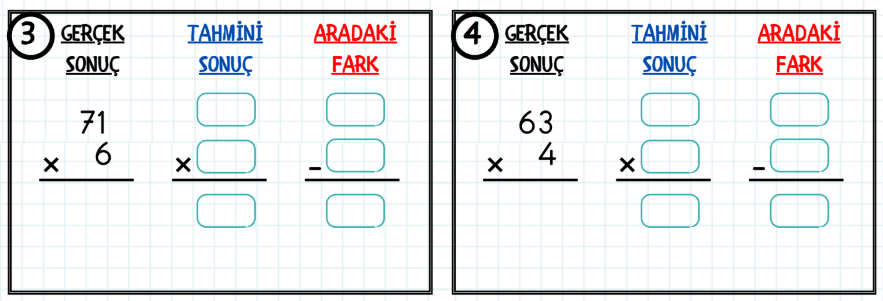 3 GERÇEK TAHMİNİ ARADAKİ
SONUÇ SONUÇ FARK
71
× 6 × -
4 GERÇEK TAHMİNİ ARADAKİ
SONUÇ SONUÇ FARK
63
× 4 × -